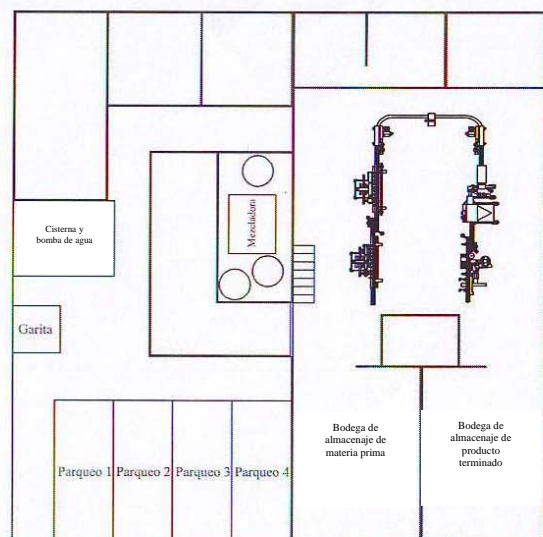 Mezcladora
Cisterna y
bomba de agua
Garita
Parqueo 1
Parqueo 2
Parqueo 3
Parqueo 4
Bodega de
almacenaje de
materia prima
Bodega de
almacenaje de
producto
terminado